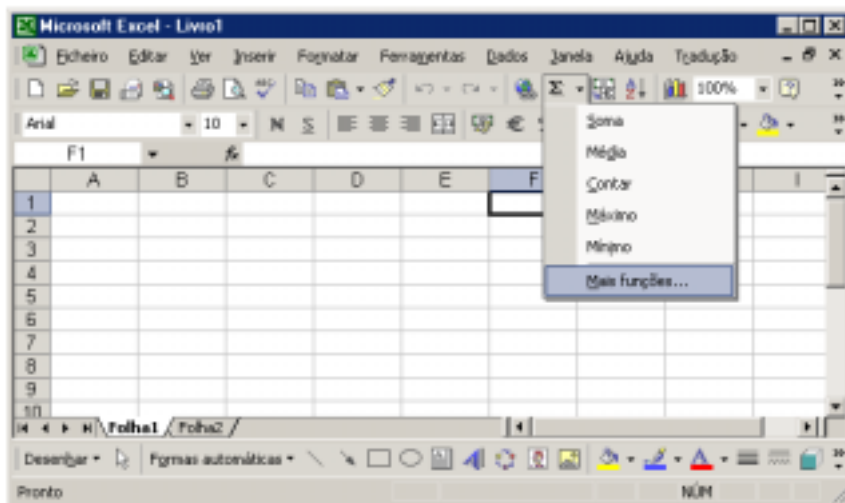 Microsoft Excel - Livro1
Ficheiro Editar Ver Inserir Formatar Ferramentas Dados Janela Ajuda Tradução
Σ 100%
Arial 10 N S €
F1 fx
A B C D E F I
1
2
3
4
5
6
7
8
9
10
Soma
Média
Contar
Máximo
Mínimo
Mais funções...
Folha1 Folha2
Desenhar Formas automáticas
Pronto NÚM